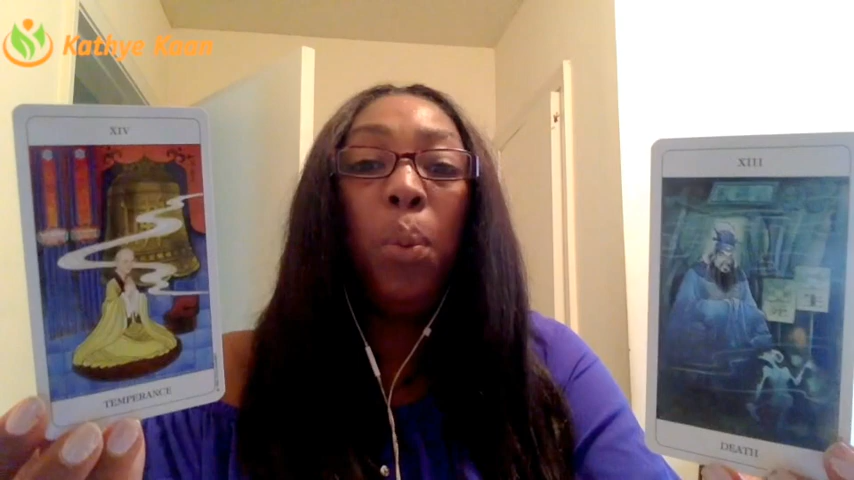 Kathye Kaan
XIV
TEMPERANCE
XIII
DEATH